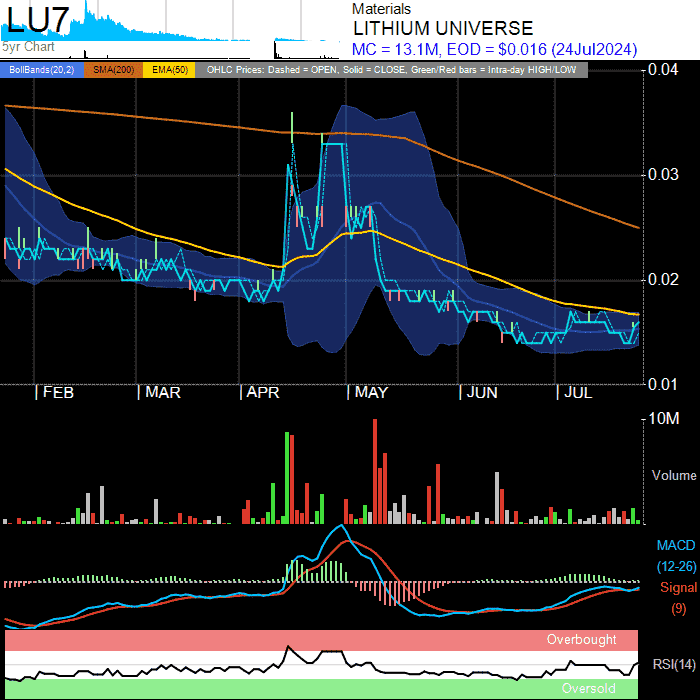 LU7
5yr Chart
Materials
LITHIUM UNIVERSE
MC = 13.1M, EOD = $0.016 (24Jul2024)
BollBands(20,2) SMA(200) EMA(50) OHLC Prices: Dashed = OPEN, Solid = CLOSE, Green/Red bars = Intra-day HIGH/LOW
0.04
0.03
0.02
0.01
FEB MAR APR MAY JUN JUL
10M
Volume
MACD
(12-26)
Signal
(9)
Overbought
RSI(14)
Oversold